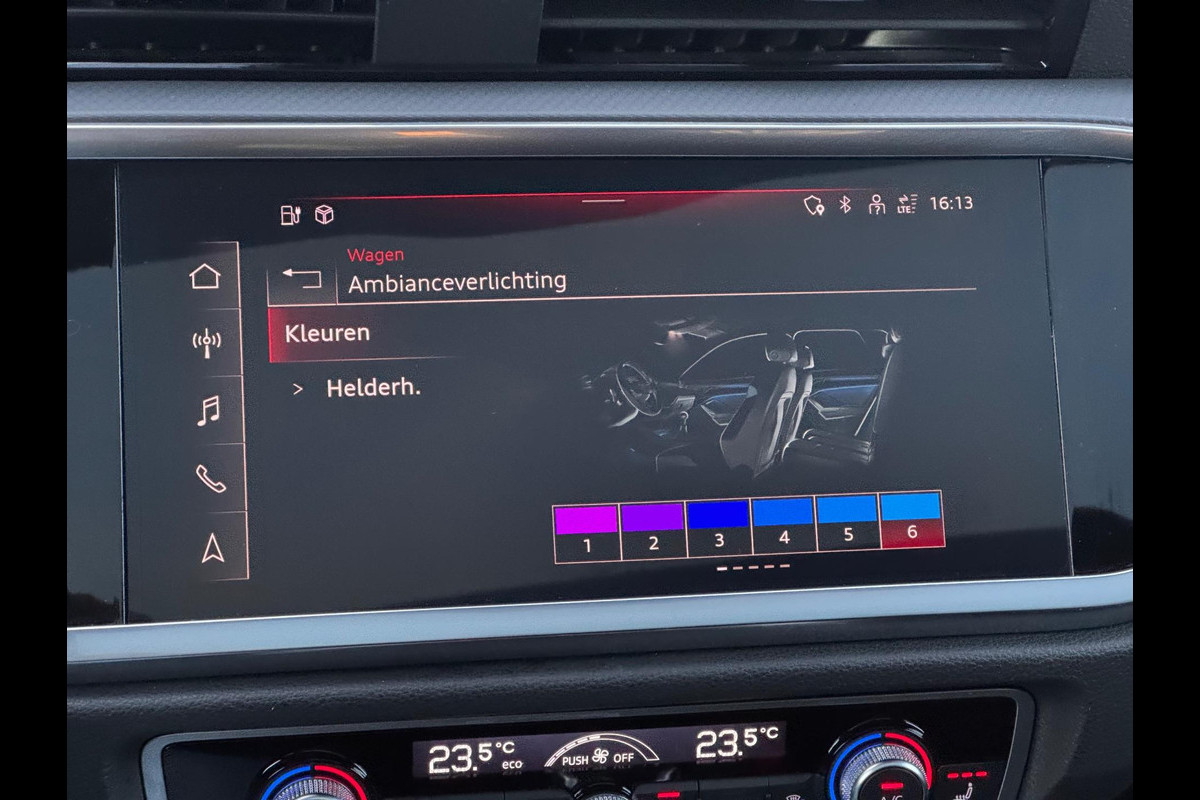 LTE 16:13
Wagen
Ambianceverlichting
Kleuren
> Helderh.
1 2 3 4 5 6
23.5°C eco
PUSH OFF
23.5°C
A/C